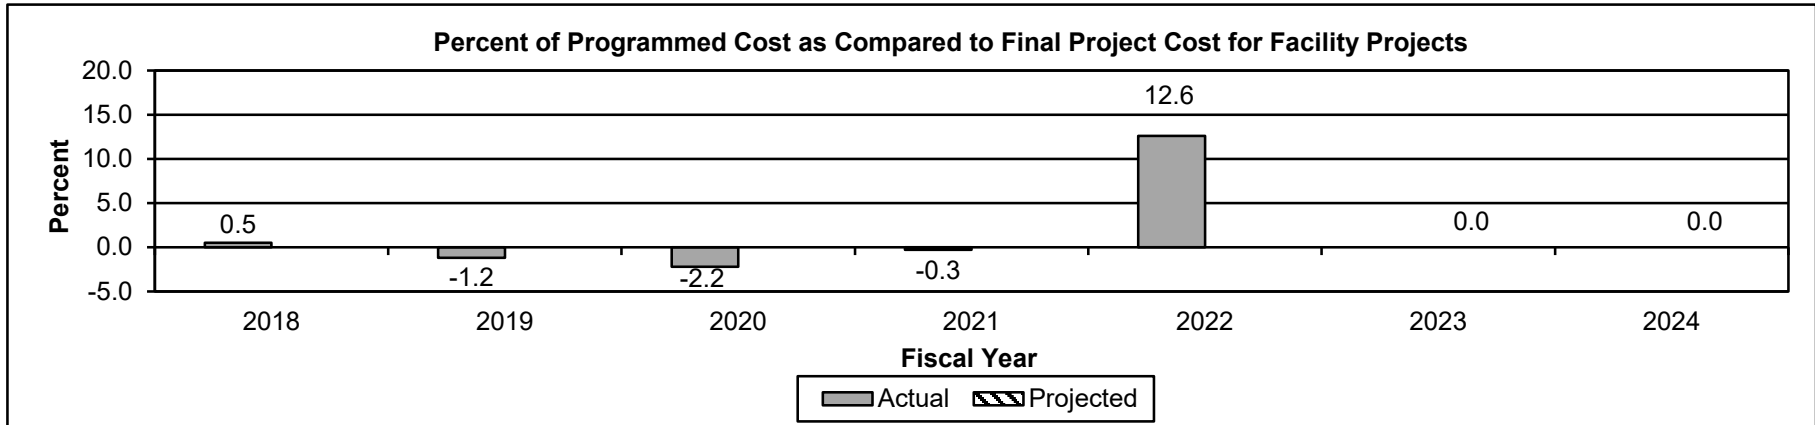 Percent of Programmed Cost as Compared to Final Project Cost for Facility Projects
20.0
15.0
10.0
5.0
0.0
-5.0
Percent
0.5
-1.2
-2.2
-0.3
12.6
0.0
0.0
2018 2019 2020 2021 2022 2023 2024
Fiscal Year
Actual Projected